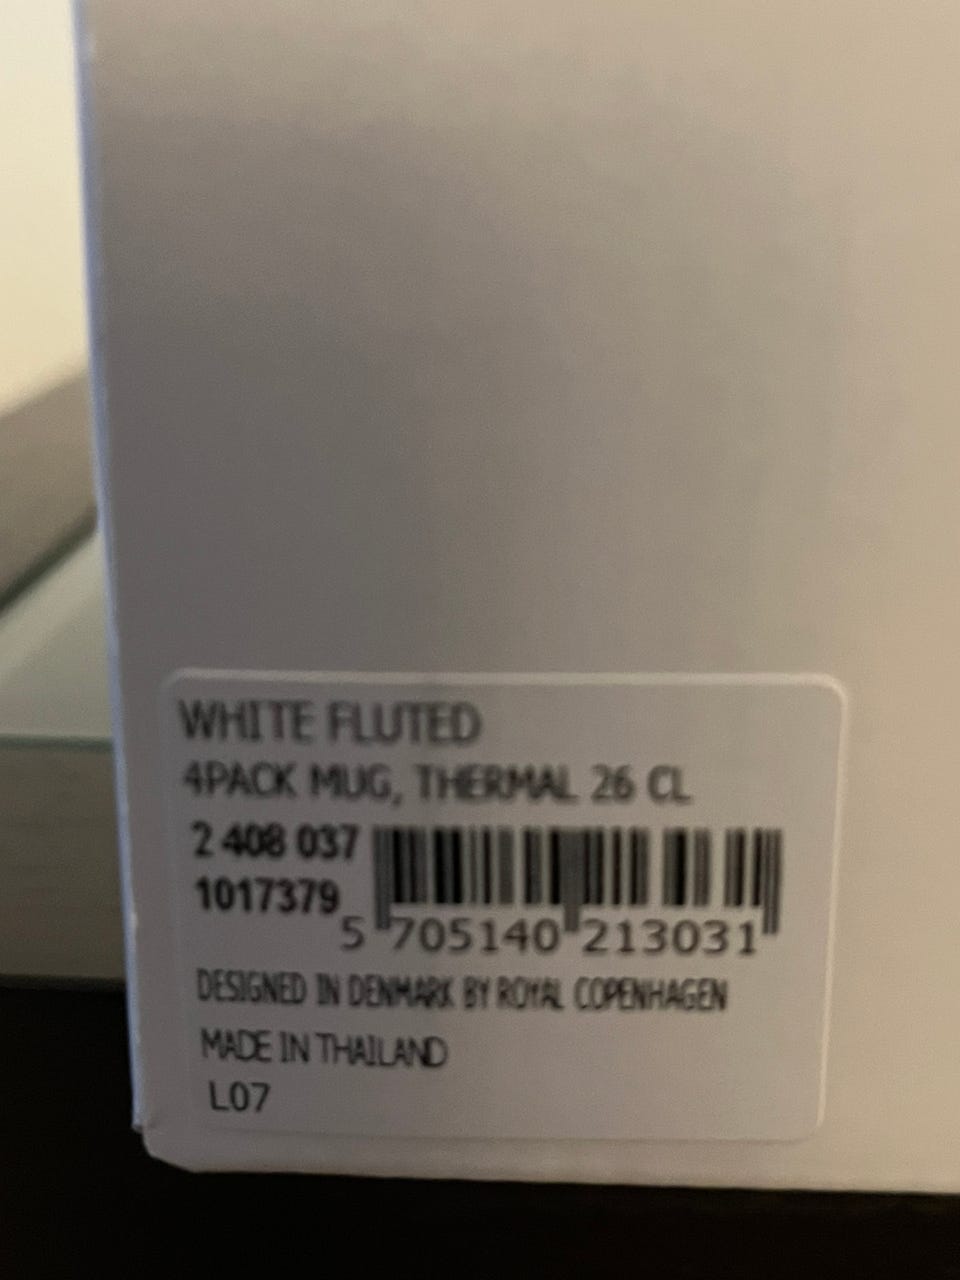 WHITE FLUTED
4PACK MUG, THERMAL 26 CL
2 408 037
1017379
5 705140 213031
DESIGNED IN DENMARK BY ROYAL COPENHAGEN
MADE IN THAILAND
L07